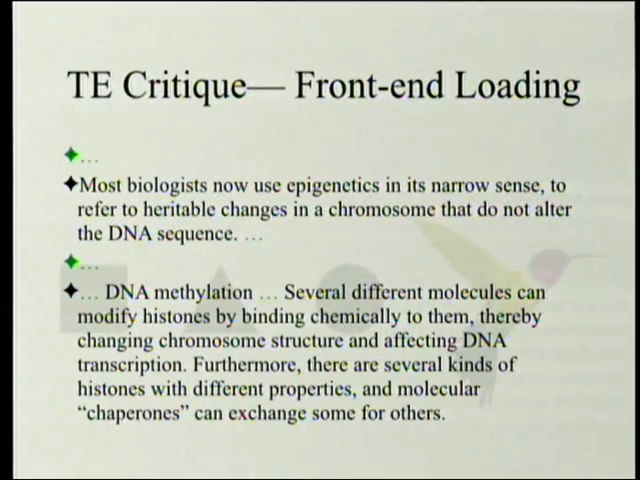 TE Critique— Front-end Loading
…
Most biologists now use epigenetics in its narrow sense, to
refer to heritable changes in a chromosome that do not alter
the DNA sequence. …
…
… DNA methylation … Several different molecules can
modify histones by binding chemically to them, thereby
changing chromosome structure and affecting DNA
transcription. Furthermore, there are several kinds of
histones with different properties, and molecular
“chaperones” can exchange some for others.